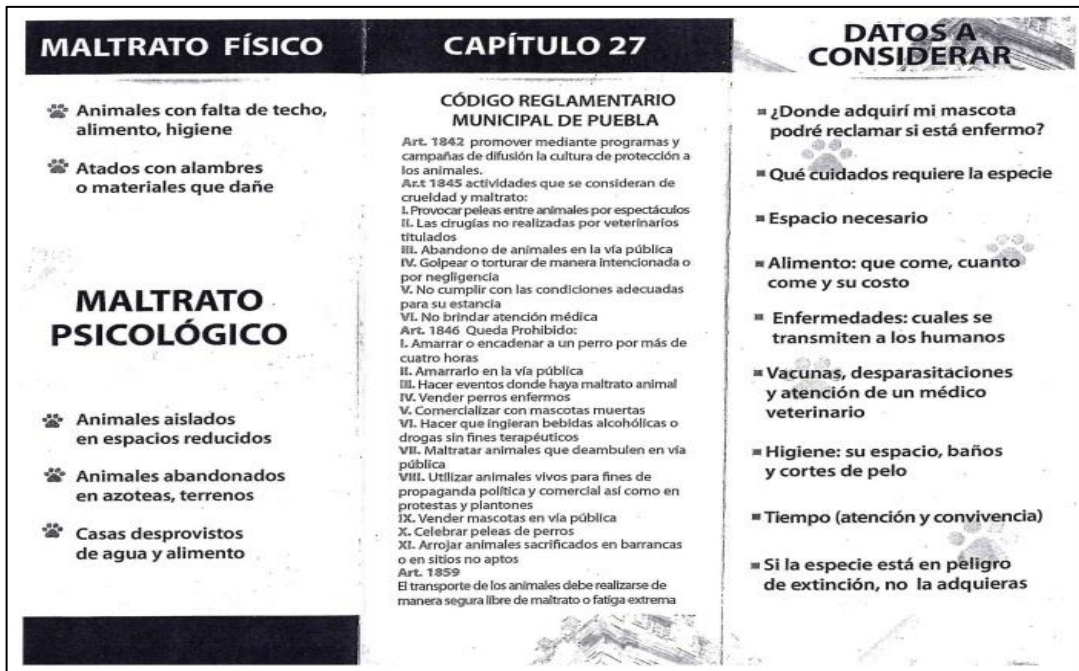 MALTRATO FÍSICO
Animales con falta de techo,
alimento, higiene
Atados con alambres
o materiales que dañe
MALTRATO
PSICOLÓGICO
Animales aislados
en espacios reducidos
Animales abandonados
en azoteas, terrenos
Casas desprovistos
de agua y alimento
CAPÍTULO 27
CÓDIGO REGLAMENTARIO
MUNICIPAL DE PUEBLA
Art. 1842 promover mediante programas y
campañas de difusión la cultura de protección a
los animales.
Ar.t 1845 actividades que se consideran de
crueldad y maltrato:
I. Provocar peleas entre animales por espectáculos
II. Las cirugías no realizadas por veterinarios
titulados
III. Abandono de animales en la vía pública
IV. Golpear o torturar de manera intencionada o
por negligencia
V. No cumplir con las condiciones adecuadas
para su estancia
VI. No brindar atención médica
Art. 1846 Queda Prohibido:
I. Amarrar o encadenar a un perro por más de
cuatro horas
II. Amarrarlo en la vía pública
III. Hacer eventos donde haya maltrato animal
IV. Vender perros enfermos
V. Comercializar con mascotas muertas
VI. Hacer que ingieran bebidas alcohólicas o
drogas sin fines terapéuticos
VII. Maltratar animales que deambulen en vía
pública
VIII. Utilizar animales vivos para fines de
propaganda política y comercial así como en
protestas y plantones
IX. Vender mascotas en vía pública
X. Celebrar peleas de perros
XI. Arrojar animales sacrificados en barrancas
o en sitios no aptos
Art. 1859
El transporte de los animales debe realizarse de
manera segura libre de maltrato o fatiga extrema
DATOS A
CONSIDERAR
¿Donde adquirí mi mascota
podré reclamar si está enfermo?
Qué cuidados requiere la especie
Espacio necesario
Alimento: que come, cuanto
come y su costo
Enfermedades: cuales se
transmiten a los humanos
Vacunas, desparasitaciones
y atención de un médico
veterinario
Higiene: su espacio, baños
y cortes de pelo
Tiempo (atención y convivencia)
Si la especie está en peligro
de extinción, no la adquieras